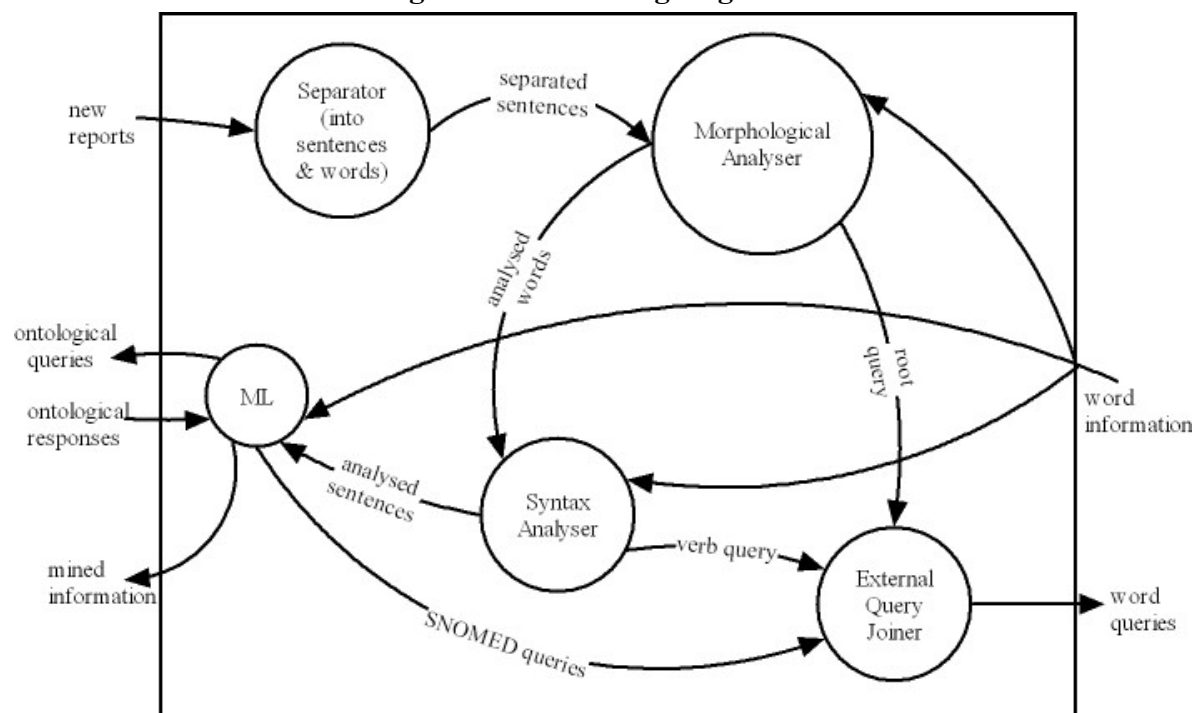 new
reports
Separator
(into
sentences
& words)
separated
sentences
Morphological
Analyser
analysed
words
root
query
ontological
queries
ML
ontological
responses
word
information
analysed
sentences
Syntax
Analyser
verb query
mined
information
SNOMED queries
External
Query
Joiner
word
queries